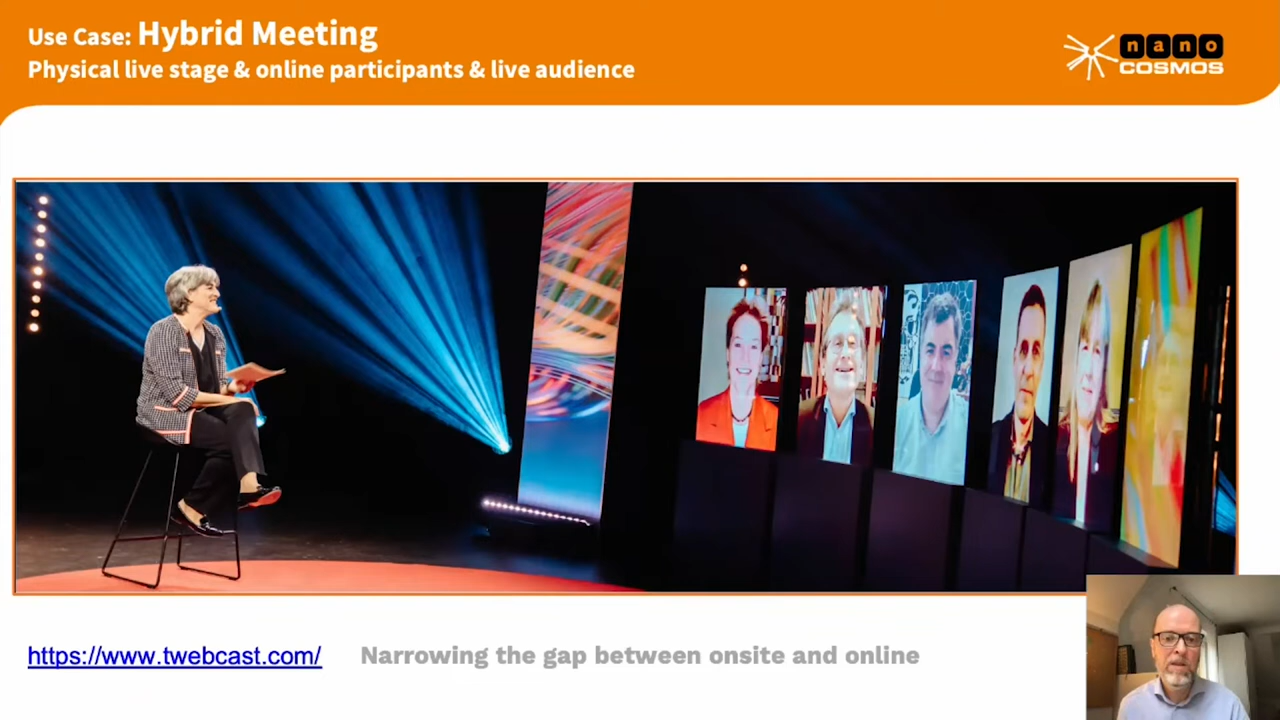 Use Case: Hybrid Meeting
Physical live stage & online participants & live audience
nano
COSMOS
https://www.twebcast.com/
Narrowing the gap between onsite and online